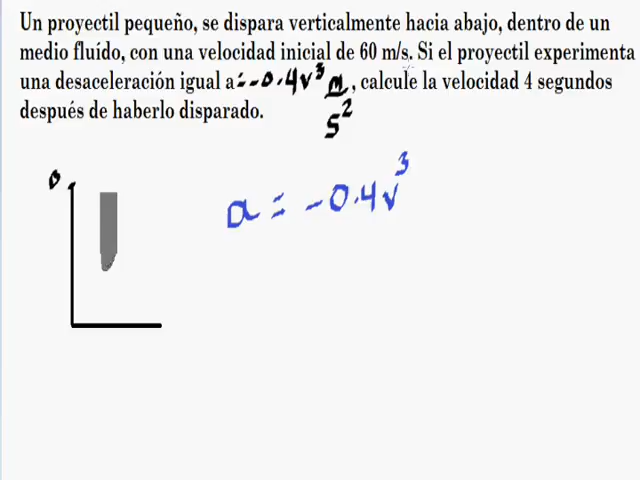 Un proyectil pequeño, se dispara verticalmente hacia abajo, dentro de un
medio fluído, con una velocidad inicial de 60 m/s. Si el proyectil experimenta
una desaceleración igual a=-0.4v³ m/s², calcule la velocidad 4 segundos
después de haberlo disparado.
0
a = -0.4v³